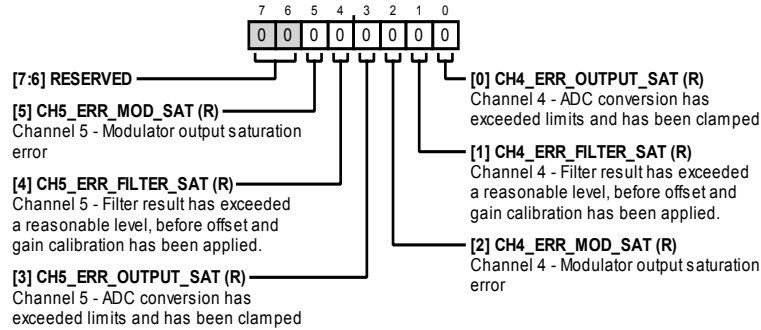 7 6 5 4 3 2 1 0
0 0 0 0 0 0 0 0
[7:6] RESERVED
[5] CH5_ERR_MOD_SAT (R)
Channel 5 - Modulator output saturation
error
[4] CH5_ERR_FILTER_SAT (R)
Channel 5 - Filter result has exceeded
a reasonable level, before offset and
gain calibration has been applied.
[3] CH5_ERR_OUTPUT_SAT (R)
Channel 5 - ADC conversion has
exceeded limits and has been clamped
[0] CH4_ERR_OUTPUT_SAT (R)
Channel 4 - ADC conversion has
exceeded limits and has been clamped
[1] CH4_ERR_FILTER_SAT (R)
Channel 4 - Filter result has exceeded
a reasonable level, before offset and
gain calibration has been applied.
[2] CH4_ERR_MOD_SAT (R)
Channel 4 - Modulator output saturation
error